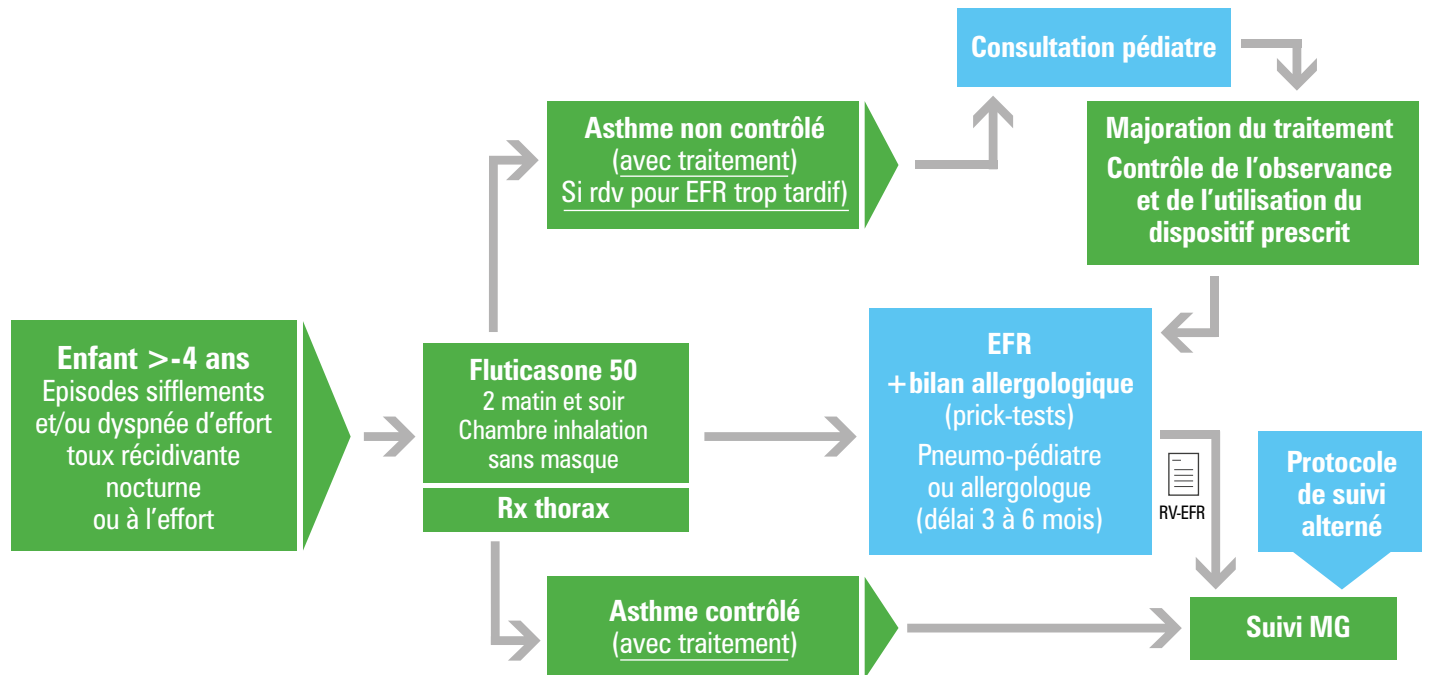 Enfant >-4 ans
Episodes sifflements
et/ou dyspnée d’effort
toux récidivante
nocturne
ou à l’effort
Fluticasone 50
2 matin et soir
Chambre inhalation
sans masque
Rx thorax
Asthme non contrôlé
(avec traitement)
Si rdv pour EFR trop tardif)
Consultation pédiatre
Majoration du traitement
Contrôle de l’observance
et de l’utilisation du
dispositif prescrit
EFR
+bilan allergologique
(prick-tests)
Pneumo-pédiatre
ou allergologue
(délai 3 à 6 mois)
RV-EFR
Protocole
de suivi
alterné
Asthme contrôlé
(avec traitement)
Suivi MG